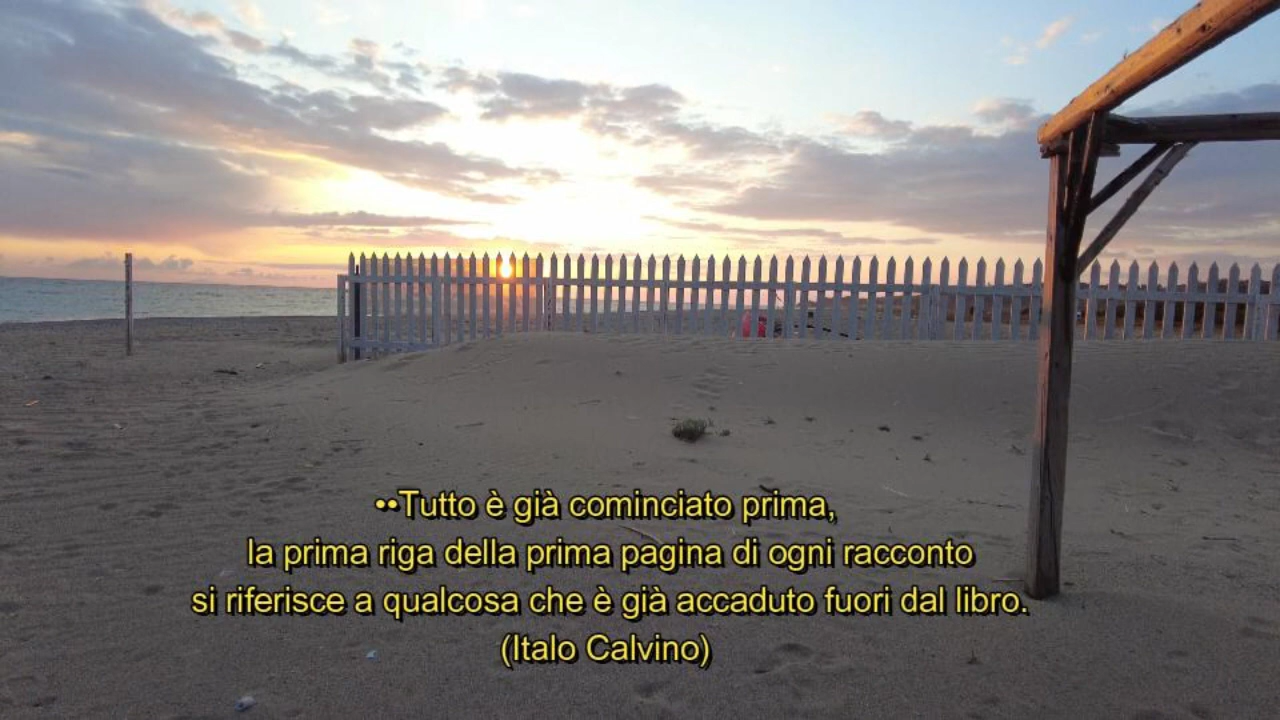 ••Tutto è già cominciato prima,
la prima riga della prima pagina di ogni racconto
si riferisce a qualcosa che è già accaduto fuori dal libro.
(Italo Calvino)